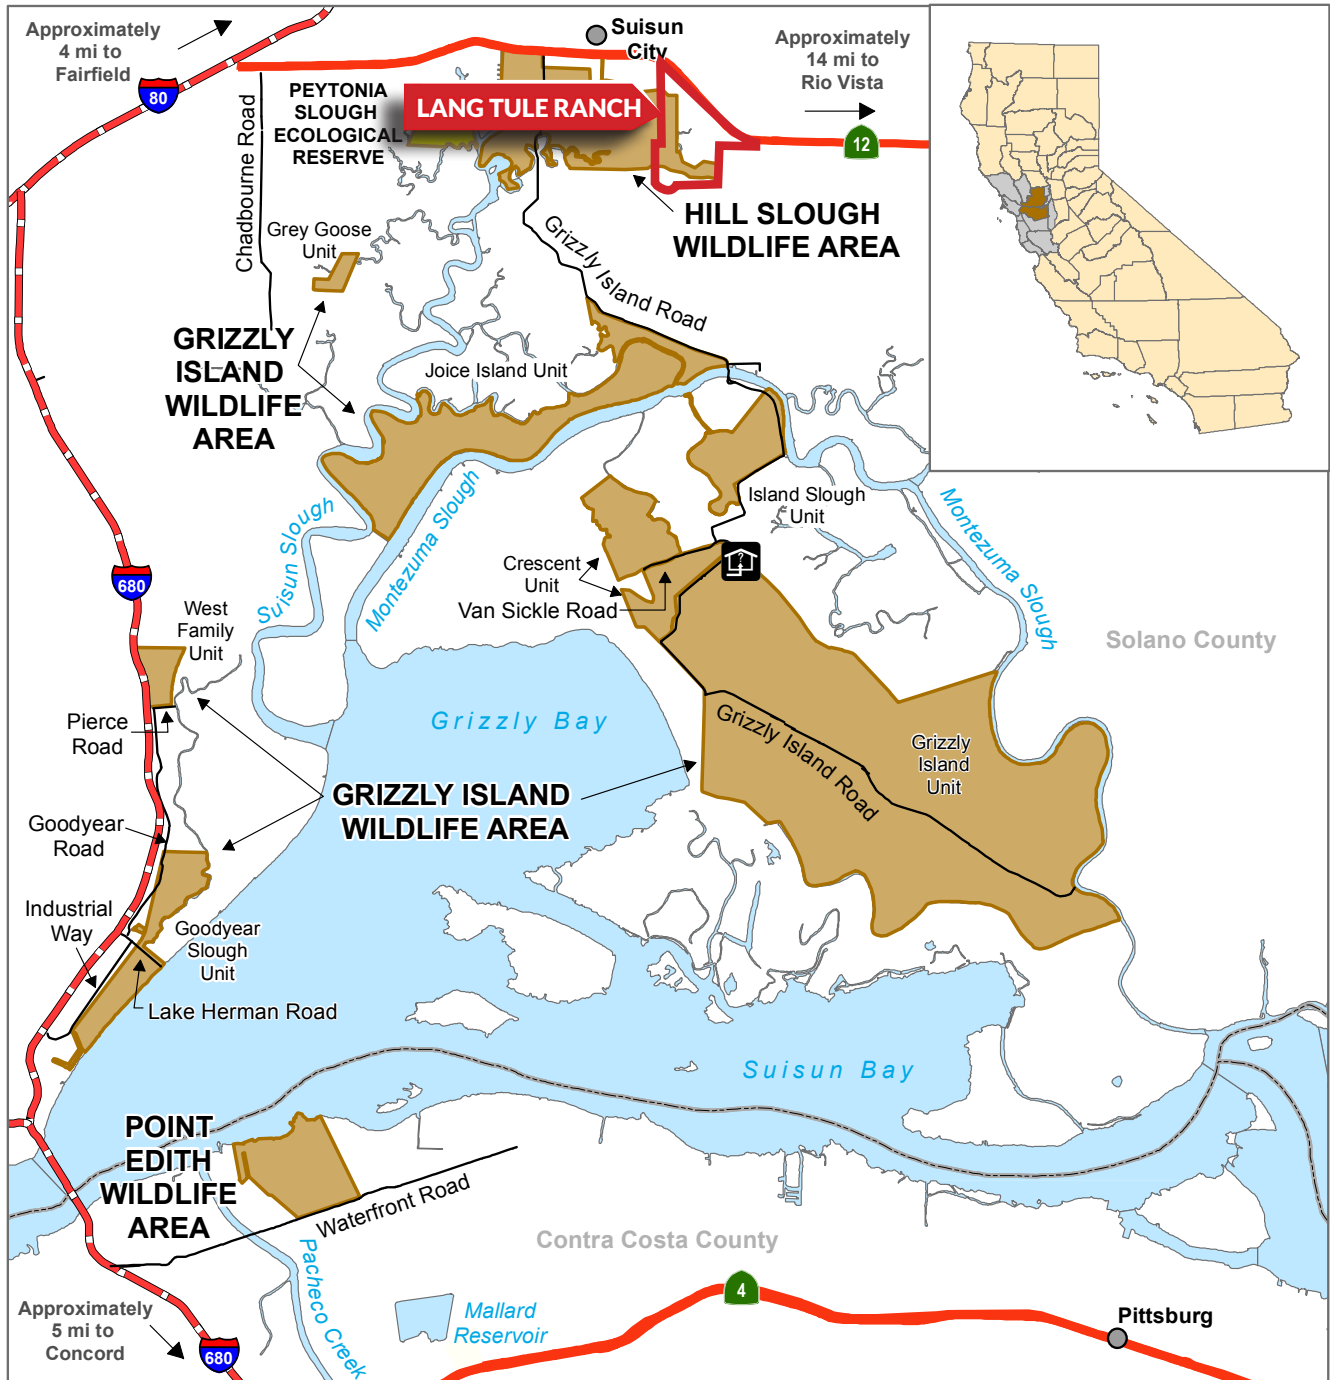 Approximately
4 mi to
Fairfield
80
Suisun
City
Approximately
14 mi to
Rio Vista
12
PEYTONIA
SLOUGH
ECOLOGICAL
RESERVE
LANG TULE RANCH
Chadbourne Road
HILL SLOUGH
WILDLIFE AREA
Grey Goose
Unit
Grizzly Island Road
GRIZZLY
ISLAND
WILDLIFE
AREA
Joice Island Unit
Suisun Slough
Montezuma Slough
Island Slough
Unit
Montezuma Slough
Crescent
Unit
Van Sickle Road
?
680
West
Family
Unit
Solano County
Pierce
Road
Grizzly Bay
Grizzly Island Road
Grizzly
Island
Unit
GRIZZLY ISLAND
WILDLIFE AREA
Goodyear
Road
Industrial
Way
Goodyear
Slough
Unit
Lake Herman Road
Suisun Bay
POINT
EDITH
WILDLIFE
AREA
Waterfront Road
Pacheco Creek
Contra Costa County
4
Approximately
5 mi to
Concord
680
Mallard
Reservoir
Pittsburg